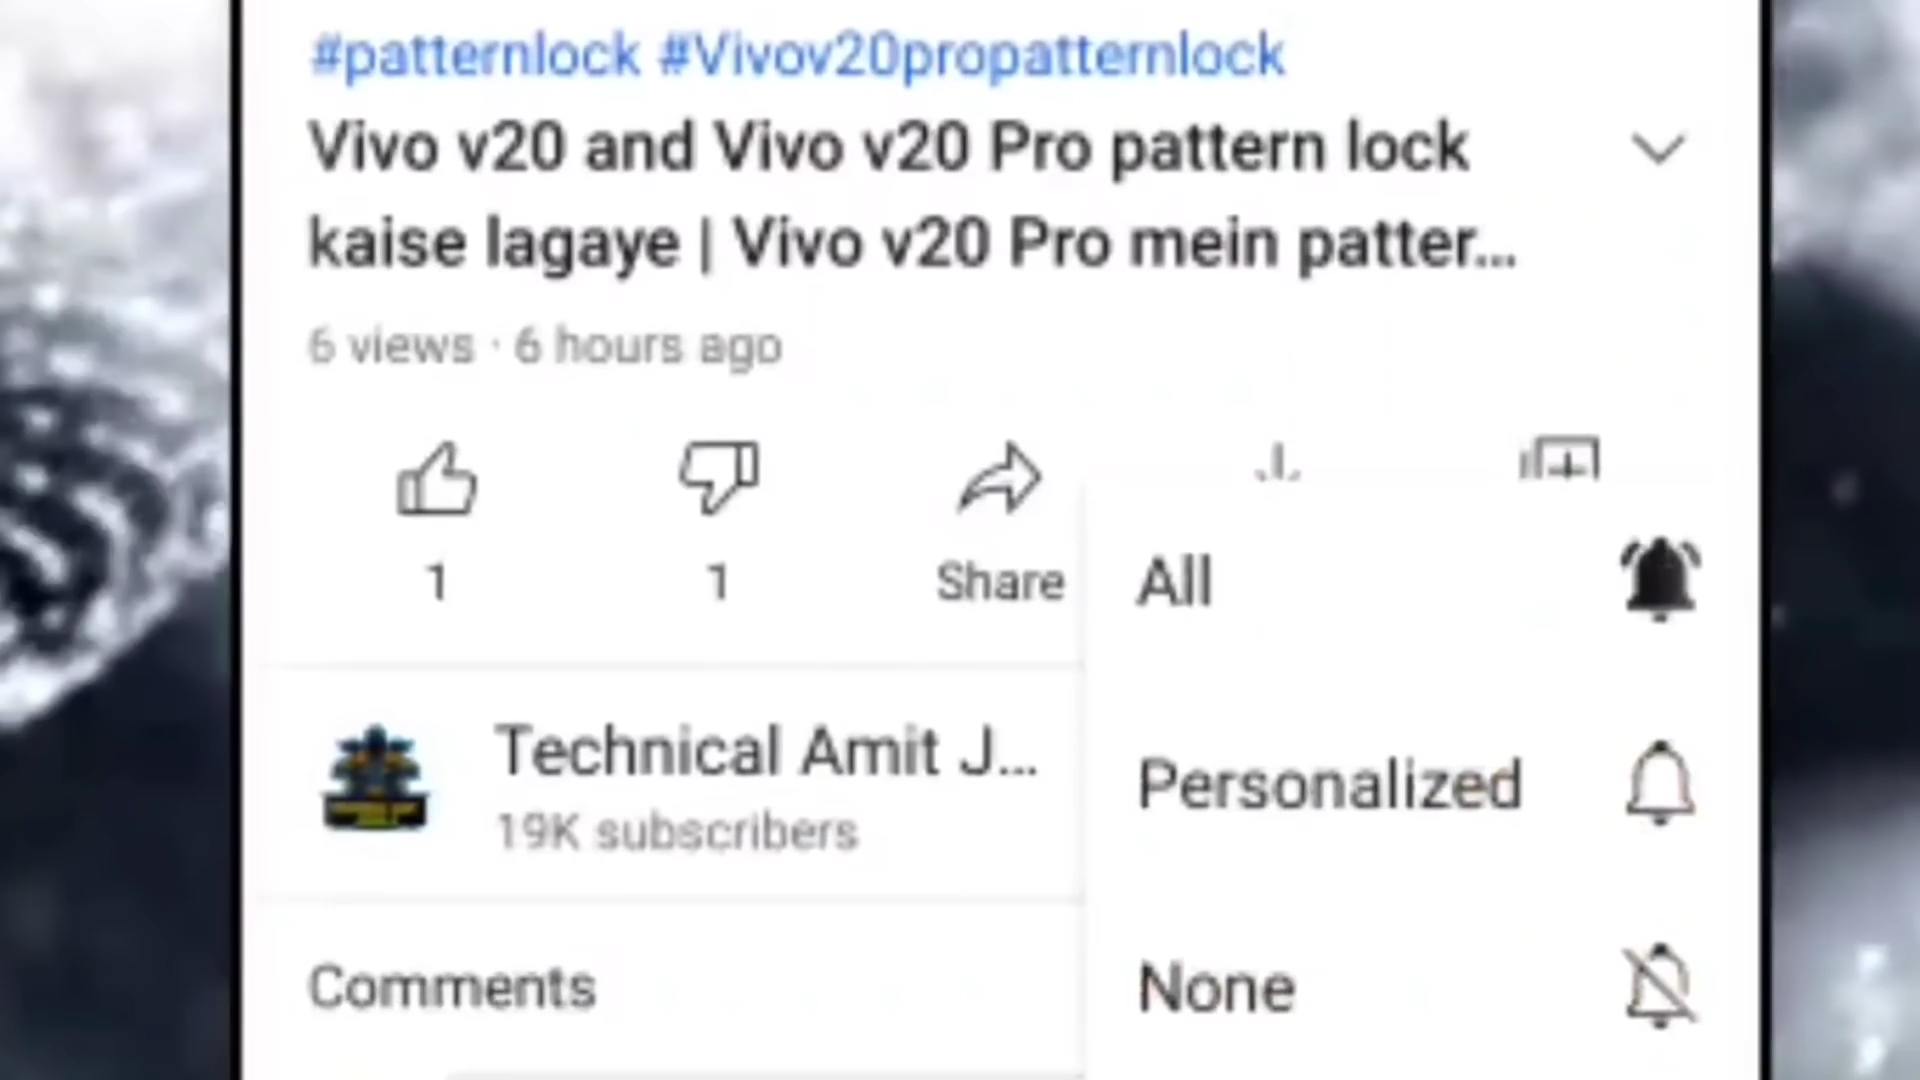 #patternlock #Vivov20propatternlock
Vivo v20 and Vivo v20 Pro pattern lock
kaise lagaye | Vivo v20 Pro mein patter...
6 views · 6 hours ago
1
1
Share
All
Technical Amit J...
19K subscribers
Personalized
Comments
None